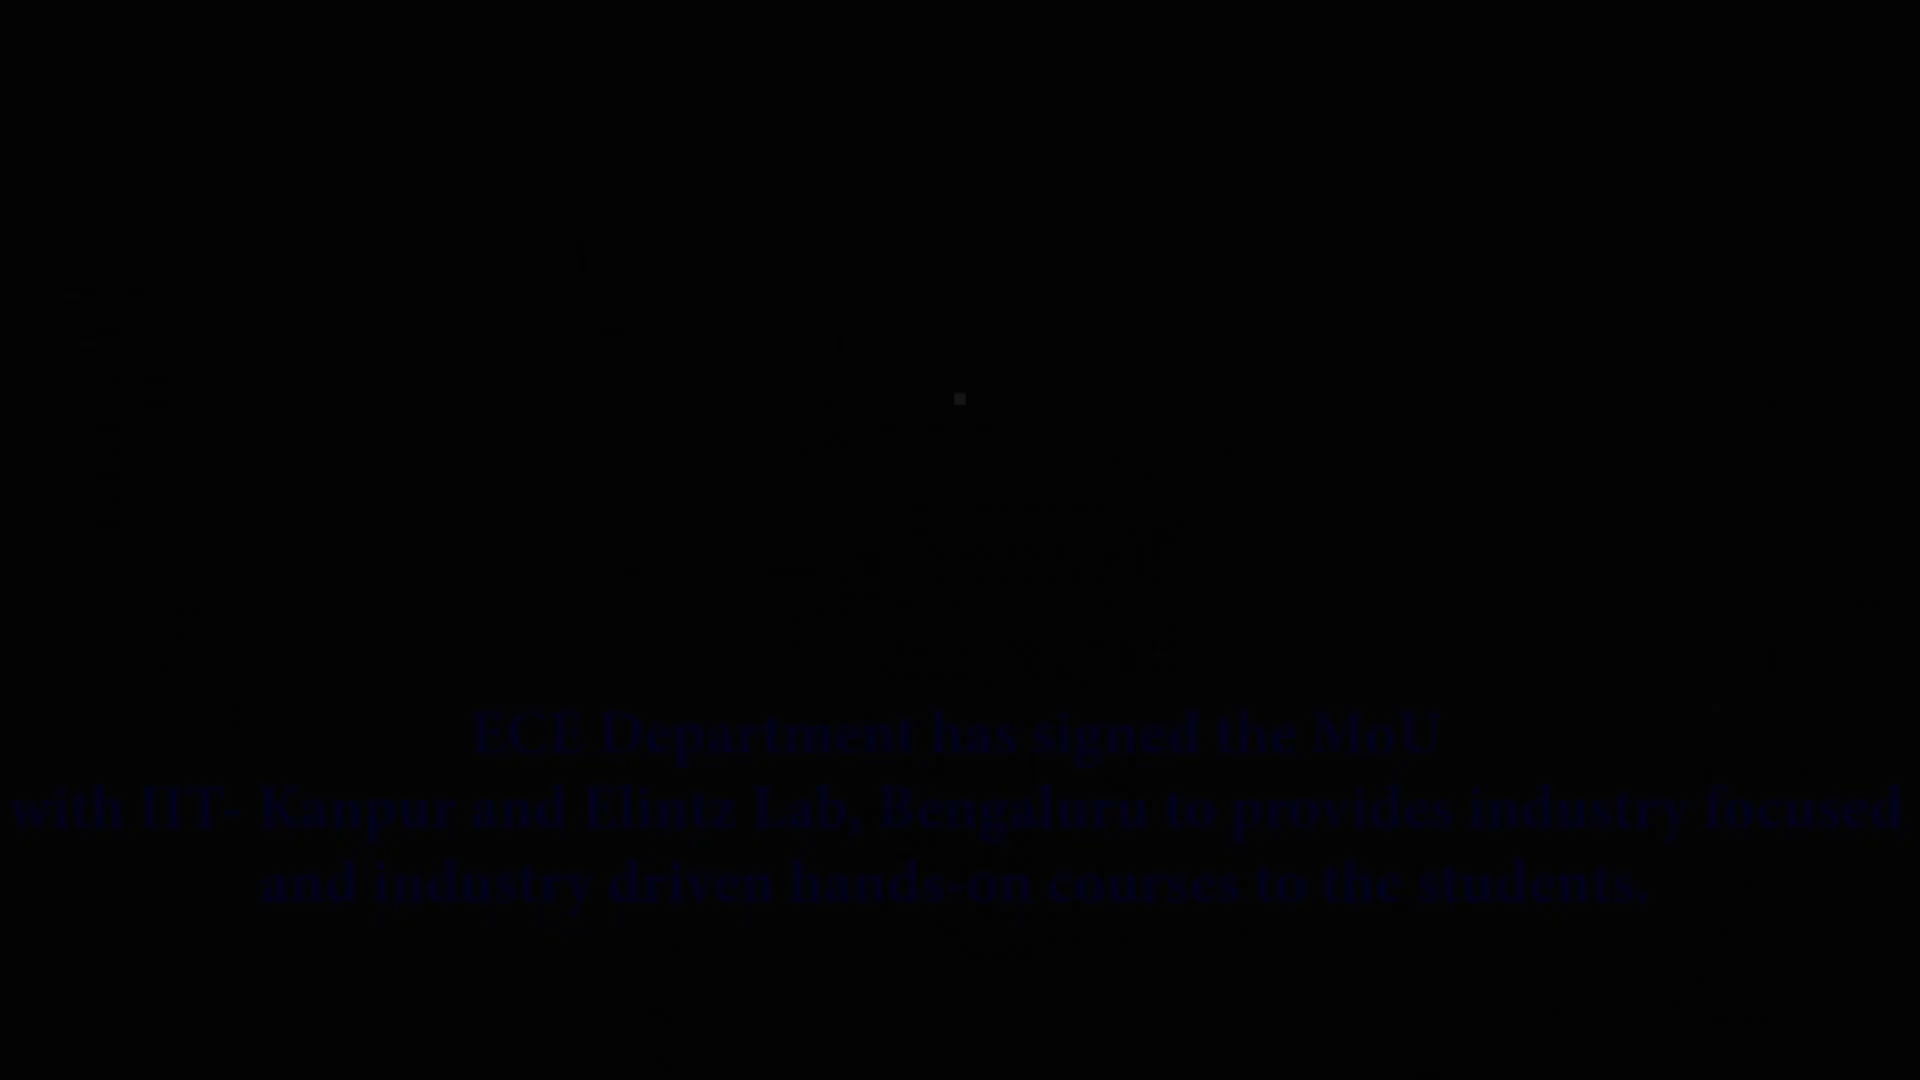 ECE Department has signed the MoU
with IIT- Kanpur and Elintz Lab, Bengaluru to provides industry focused
and industry driven hands-on courses to the students.